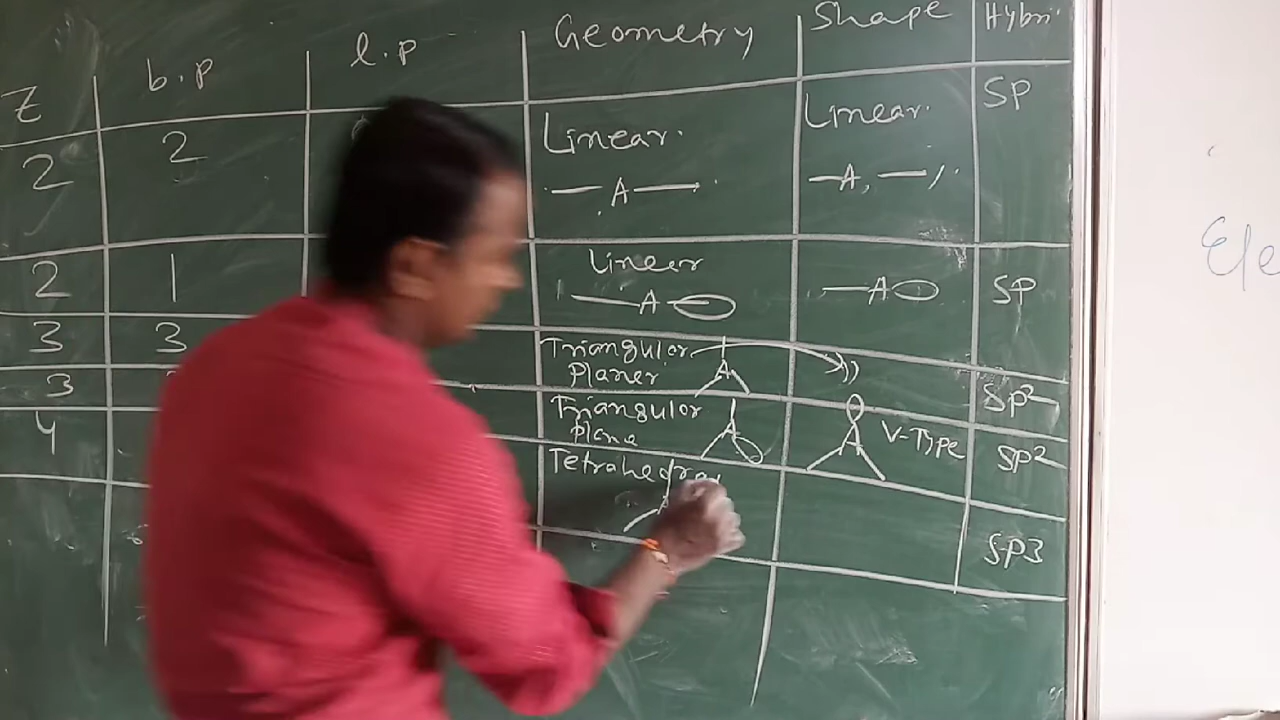 Z b.p l.p Geometry Shape Hybri.
2 2 Linear. Linear. SP
—A— —A, —
2 1 Linear SP
—A —A
3 3 Triangular
Planer A SP2
3 Triangular
Plane A A V-Type SP2
4 Tetrahedral
SP3
Ele